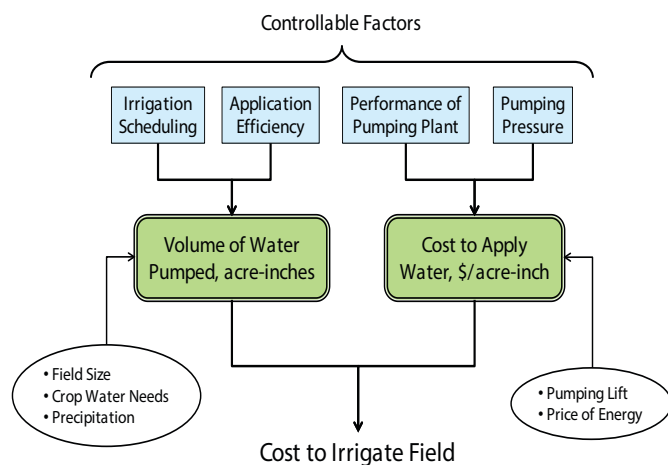 Controllable Factors
Irrigation
Scheduling
Application
Efficiency
Performance of
Pumping Plant
Pumping
Pressure
Volume of Water
Pumped, acre-inches
Cost to Apply
Water, $/acre-inch
• Field Size
• Crop Water Needs
• Precipitation
• Pumping Lift
• Price of Energy
Cost to Irrigate Field